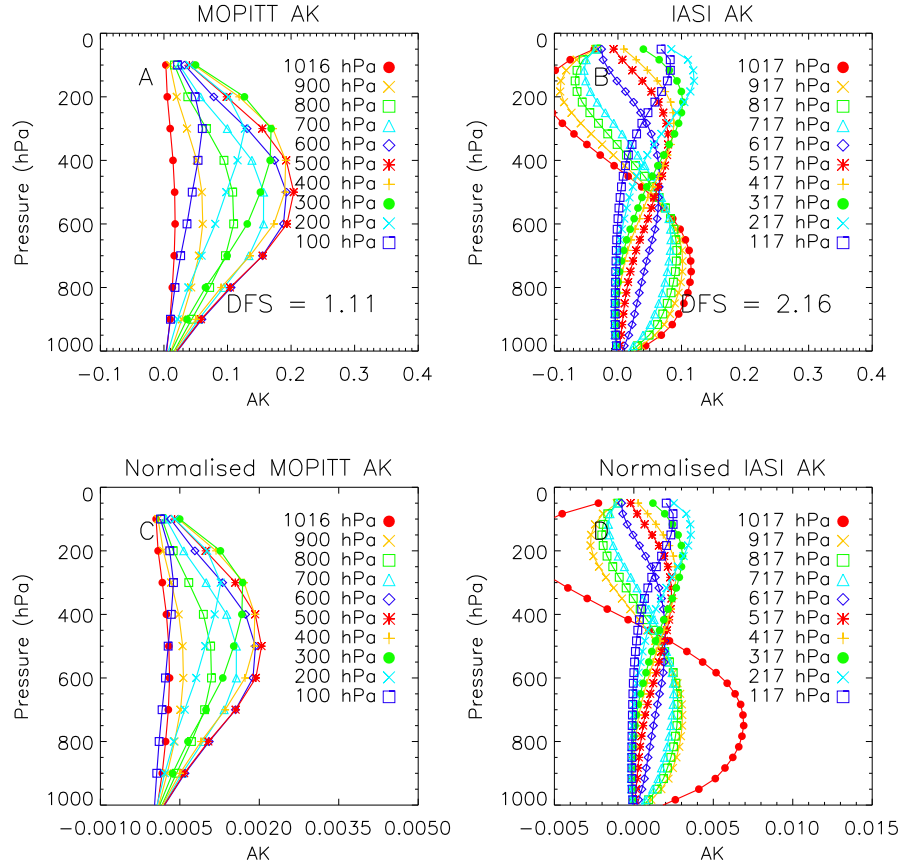 MOPITT AK
0
200
400
600
800
1000
Pressure (hPa)
A
1016 hPa
900 hPa
800 hPa
700 hPa
600 hPa
500 hPa
400 hPa
300 hPa
200 hPa
100 hPa
DFS = 1.11
-0.1 0.0 0.1 0.2 0.3 0.4
AK
IASI AK
0
200
400
600
800
1000
Pressure (hPa)
B
1017 hPa
917 hPa
817 hPa
717 hPa
617 hPa
517 hPa
417 hPa
317 hPa
217 hPa
117 hPa
DFS = 2.16
-0.1 0.0 0.1 0.2 0.3 0.4
AK
Normalised MOPITT AK
0
200
400
600
800
1000
Pressure (hPa)
C
1016 hPa
900 hPa
800 hPa
700 hPa
600 hPa
500 hPa
400 hPa
300 hPa
200 hPa
100 hPa
-0.0010 0.0005 0.0020 0.0035 0.0050
AK
Normalised IASI AK
0
200
400
600
800
1000
Pressure (hPa)
D
1017 hPa
917 hPa
817 hPa
717 hPa
617 hPa
517 hPa
417 hPa
317 hPa
217 hPa
117 hPa
-0.005 0.000 0.005 0.010 0.015
AK